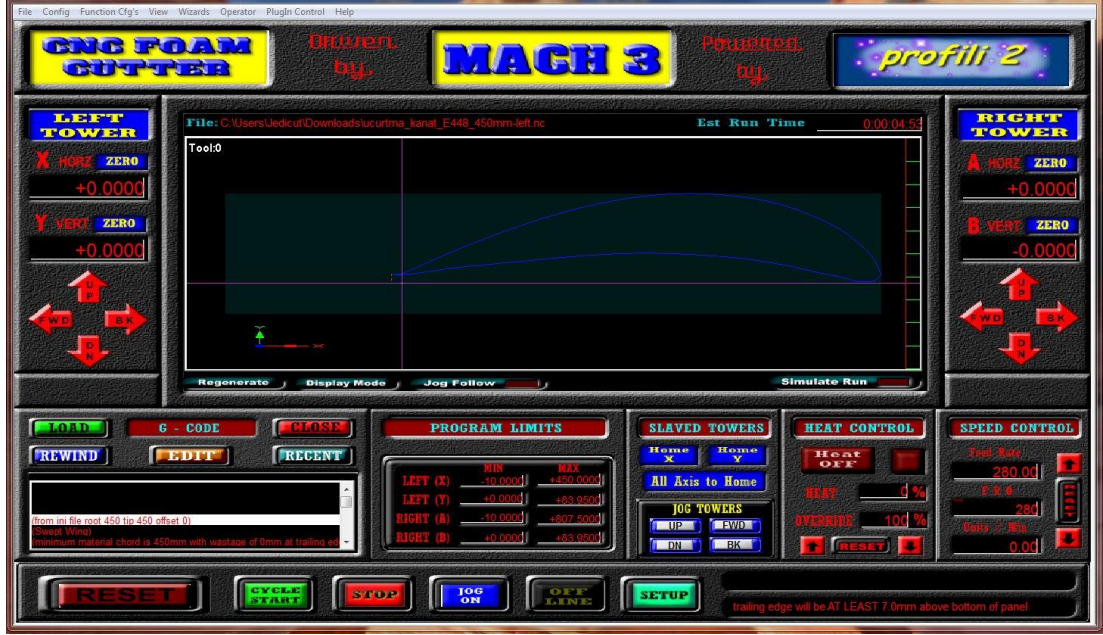 File Config Function Cfg's View Wizards Operator PlugIn Control Help
CNC FOAM CUTTER
Driven by
MACH 3
Powered by
profili 2
LEFT TOWER
X HORZ ZERO
+0.0000
Y VERT ZERO
+0.0000
UP
FWD BK
DN
File: C:\Users\Jedicut\Downloads\ucurtma_kanat_E448_450mm-left.nc Est Run Time 0:00:04:53
Tool:0
Regenerate Display Mode Jog Follow Simulate Run
RIGHT TOWER
A HORZ ZERO
+0.0000
B VERT ZERO
-0.0000
UP
FWD BK
DN
LOAD G - CODE CLOSE
REWIND EDIT RECENT
(from ini file root 450 tip 450 offset 0)
(Swept Wing)
(minimum material chord is 450mm with wastage of 0mm at trailing ed
PROGRAM LIMITS
MIN MAX
LEFT (X) -10.0000 +450.0000
LEFT (Y) +0.0000 +83.9500
RIGHT (A) -10.0000 +807.5000
RIGHT (B) +0.0000 +83.9500
SLAVED TOWERS
Home X Home Y
All Axis to Home
JOG TOWERS
UP FWD
DN BK
HEAT CONTROL
Heat OFF
HEAT 0 %
OVERRIDE 100 %
RESET
SPEED CONTROL
Feed Rate
280.00
F R O
280
Units / Min
0.00
RESET
RESET CYCLE START STOP JOG ON OFF LINE SETUP
trailing edge will be AT LEAST 7.0mm above bottom of panel